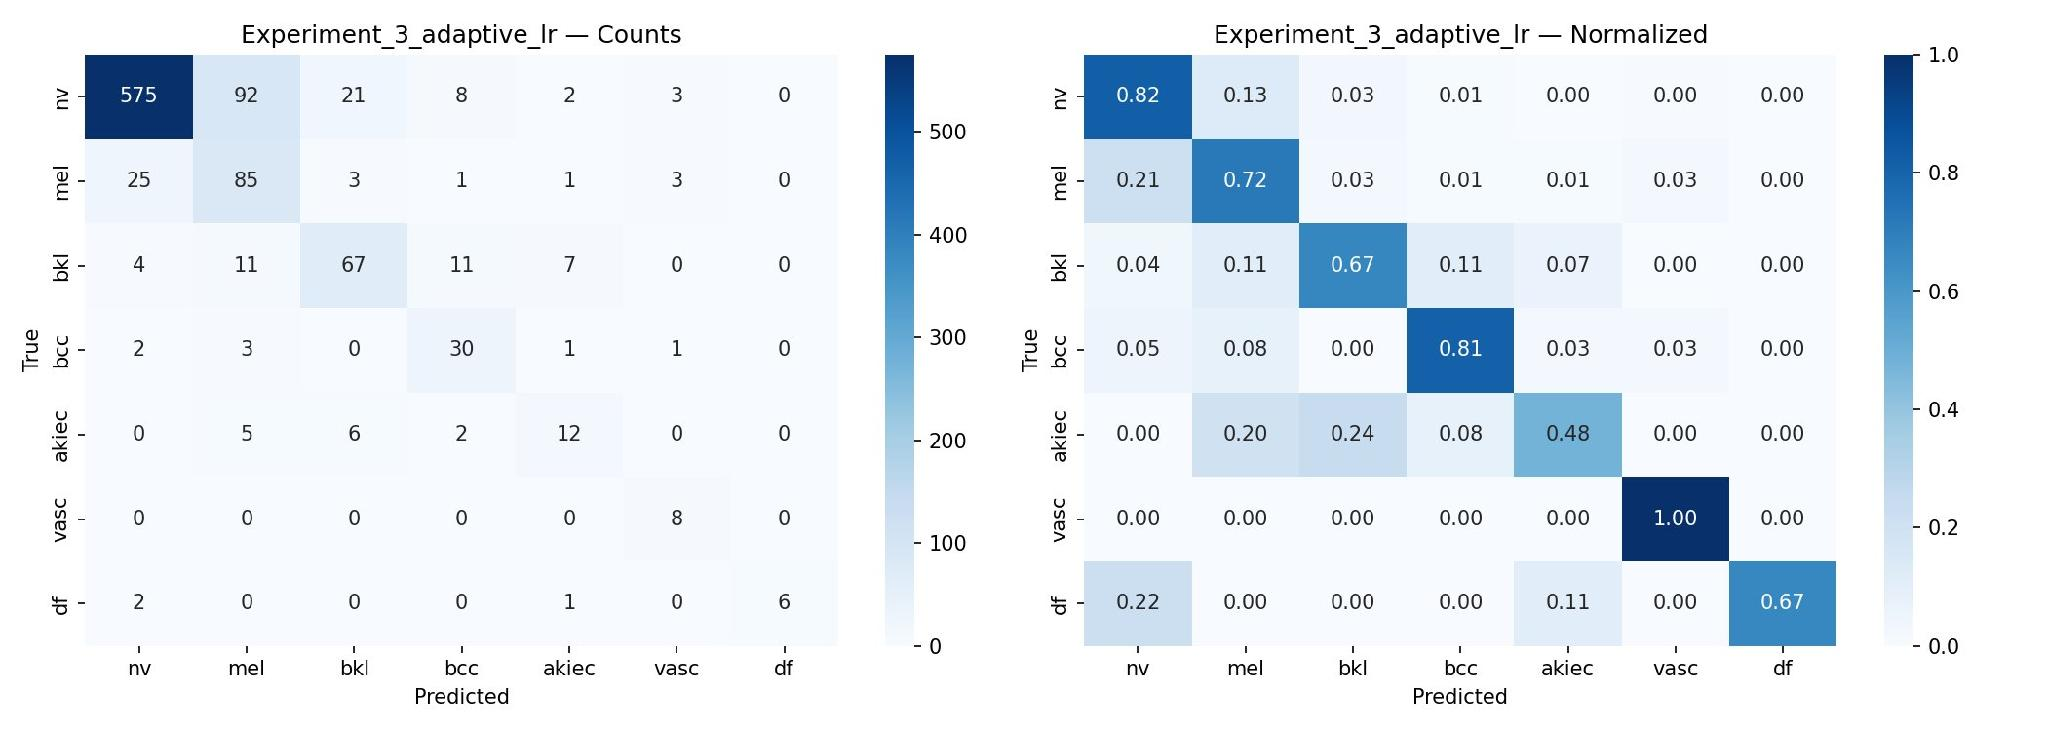 Experiment_3_adaptive_lr — Counts
True
nv 575 92 21 8 2 3 0
mel 25 85 3 1 1 3 0
bkl 4 11 67 11 7 0 0
bcc 2 3 0 30 1 1 0
akiec 0 5 6 2 12 0 0
vasc 0 0 0 0 0 8 0
df 2 0 0 0 1 0 6
nv mel bkl bcc akiec vasc df
Predicted
500
400
300
200
100
0
Experiment_3_adaptive_lr — Normalized
True
nv 0.82 0.13 0.03 0.01 0.00 0.00 0.00
mel 0.21 0.72 0.03 0.01 0.01 0.03 0.00
bkl 0.04 0.11 0.67 0.11 0.07 0.00 0.00
bcc 0.05 0.08 0.00 0.81 0.03 0.03 0.00
akiec 0.00 0.20 0.24 0.08 0.48 0.00 0.00
vasc 0.00 0.00 0.00 0.00 0.00 1.00 0.00
df 0.22 0.00 0.00 0.00 0.11 0.00 0.67
nv mel bkl bcc akiec vasc df
Predicted
1.0
0.8
0.6
0.4
0.2
0.0